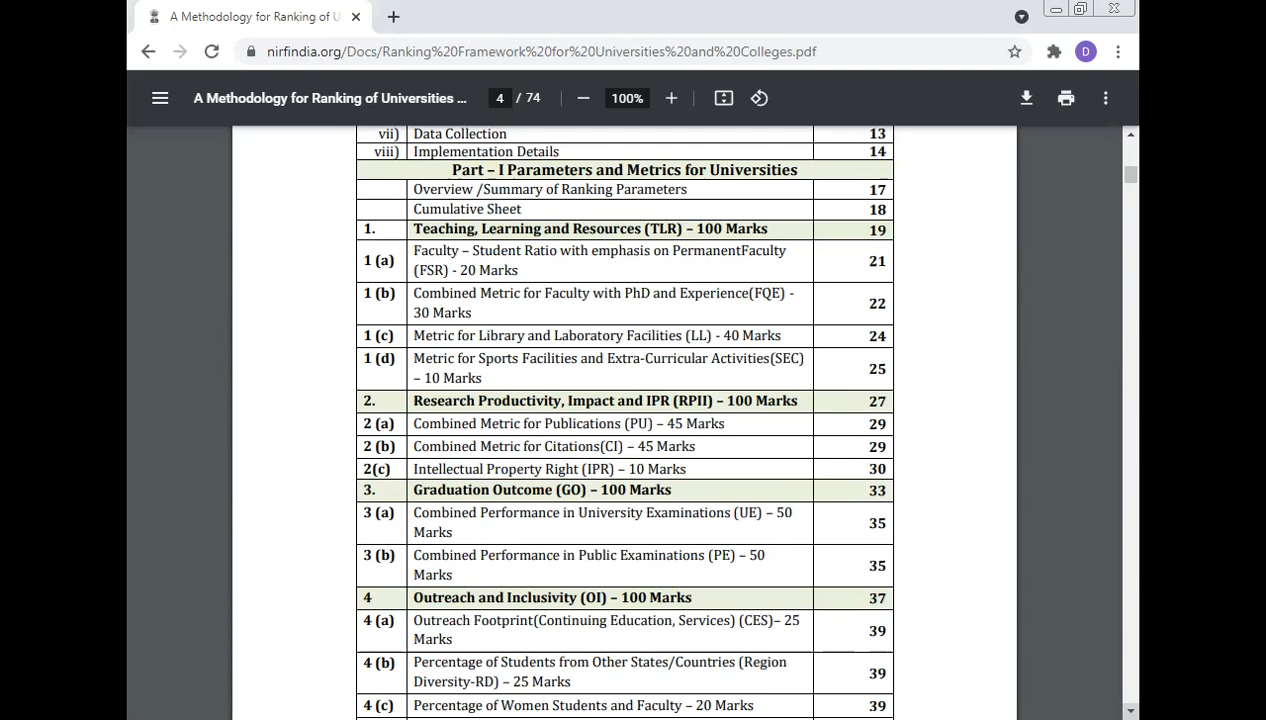 A Methodology for Ranking of U
nirfindia.org/Docs/Ranking%20Framework%20for%20Universities%20and%20Colleges.pdf
D
A Methodology for Ranking of Universities ...
4 / 74
100%
vii) Data Collection 13
viii) Implementation Details 14
Part – I Parameters and Metrics for Universities
Overview /Summary of Ranking Parameters 17
Cumulative Sheet 18
1. Teaching, Learning and Resources (TLR) – 100 Marks 19
1 (a) Faculty – Student Ratio with emphasis on PermanentFaculty
(FSR) - 20 Marks 21
1 (b) Combined Metric for Faculty with PhD and Experience(FQE) -
30 Marks 22
1 (c) Metric for Library and Laboratory Facilities (LL) - 40 Marks 24
1 (d) Metric for Sports Facilities and Extra-Curricular Activities(SEC)
– 10 Marks 25
2. Research Productivity, Impact and IPR (RPII) – 100 Marks 27
2 (a) Combined Metric for Publications (PU) – 45 Marks 29
2 (b) Combined Metric for Citations(CI) – 45 Marks 29
2(c) Intellectual Property Right (IPR) – 10 Marks 30
3. Graduation Outcome (GO) – 100 Marks 33
3 (a) Combined Performance in University Examinations (UE) – 50
Marks 35
3 (b) Combined Performance in Public Examinations (PE) – 50
Marks 35
4 Outreach and Inclusivity (OI) – 100 Marks 37
4 (a) Outreach Footprint(Continuing Education, Services) (CES)– 25
Marks 39
4 (b) Percentage of Students from Other States/Countries (Region
Diversity-RD) – 25 Marks 39
4 (c) Percentage of Women Students and Faculty – 20 Marks 39